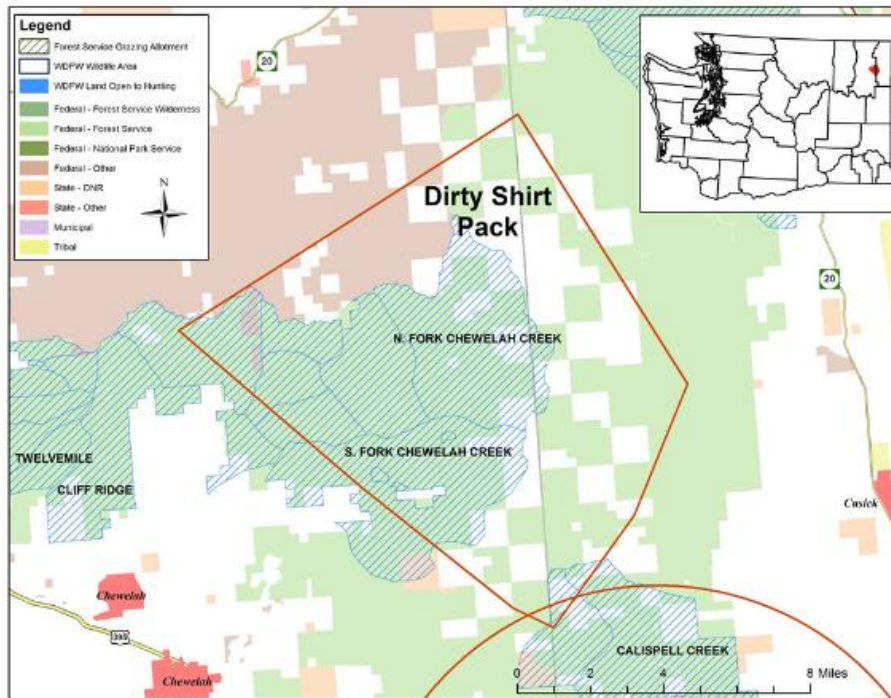 Legend
Forest Service Grazing Allotment
WDFW Wildlife Area
WDFW Land Open to Hunting
Federal - Forest Service Wilderness
Federal - Forest Service
Federal - National Park Service
Federal - Other
State - DNR
State - Other
Municipal
Tribal
N
20
Dirty Shirt
Pack
20
N. FORK CHEWELAH CREEK
S. FORK CHEWELAH CREEK
TWELVEMILE
CLIFF RIDGE
Cusick
Chewelah
395
Chewelah
CALISPELL CREEK
0 2 4 8 Miles